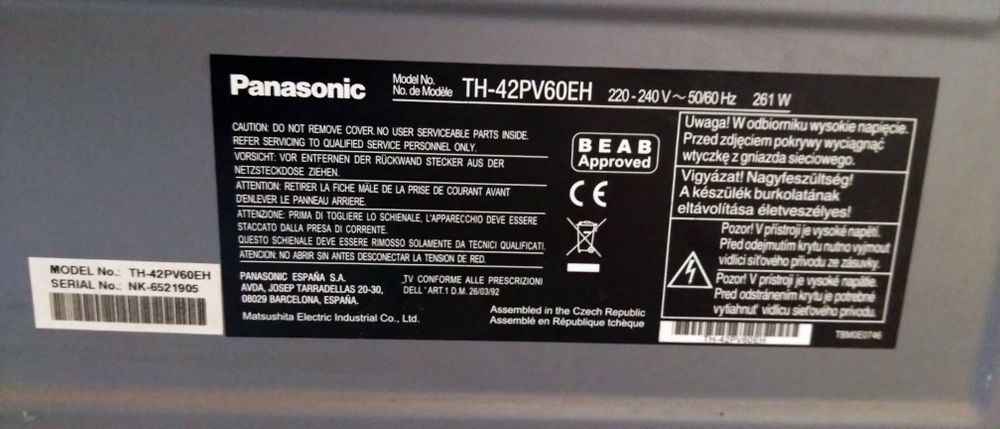 Panasonic
Model No.
No. de Modèle
TH-42PV60EH 220 - 240 V ~ 50/60 Hz 261 W
CAUTION: DO NOT REMOVE COVER. NO USER SERVICEABLE PARTS INSIDE.
REFER SERVICING TO QUALIFIED SERVICE PERSONNEL ONLY.
VORSICHT: VOR ENTFERNEN DER RÜCKWAND STECKER AUS DER
NETZSTECKDOSE ZIEHEN.
ATTENTION: RETIRER LA FICHE MÂLE DE LA PRISE DE COURANT AVANT
D'ENLEVER LE PANNEAU ARRIERE.
ATTENZIONE: PRIMA DI TOGLIERE LO SCHIENALE, L'APPARECCHIO DEVE ESSERE
STACCATO DALLA PRESA DI CORRENTE.
QUESTO SCHIENALE DEVE ESSERE RIMOSSO SOLAMENTE DA TECNICI QUALIFICATI.
ATENCION: NO ABRIR SIN ANTES DESCONECTAR LA TENSION DE RED.
PANASONIC ESPAÑA S.A.
AVDA, JOSEP TARRADELLAS 20-30,
08029 BARCELONA, ESPAÑA.
Matsushita Electric Industrial Co., Ltd.
TV CONFORME ALLE PRESCRIZIONI
DELL' ART.1 D.M. 26/03/92
Assembled in the Czech Republic
Assemblé en République tchèque
BEAB
Approved
CE
Uwaga! W odbiorniku wysokie napięcie.
Przed zdjęciem pokrywy wyciągnąć
wtyczkę z gniazda sieciowego.
Vigyázat! Nagyfeszültség!
A készülék burkolatának
eltávolítása életveszélyes!
Pozor! V přístroji je vysoké napětí.
Před odejmutím krytu nutno vyjmout
vidlici síťového přívodu ze zásuvky.
Pozor! V prístroji je vysoké napätie.
Pred odstránením krytu je potrebné
vytiahnuť vidlicu sieťového prívodu.
TH-42PV60EH
TBM0E0746
MODEL No.: TH-42PV60EH
SERIAL No.: NK-6521905